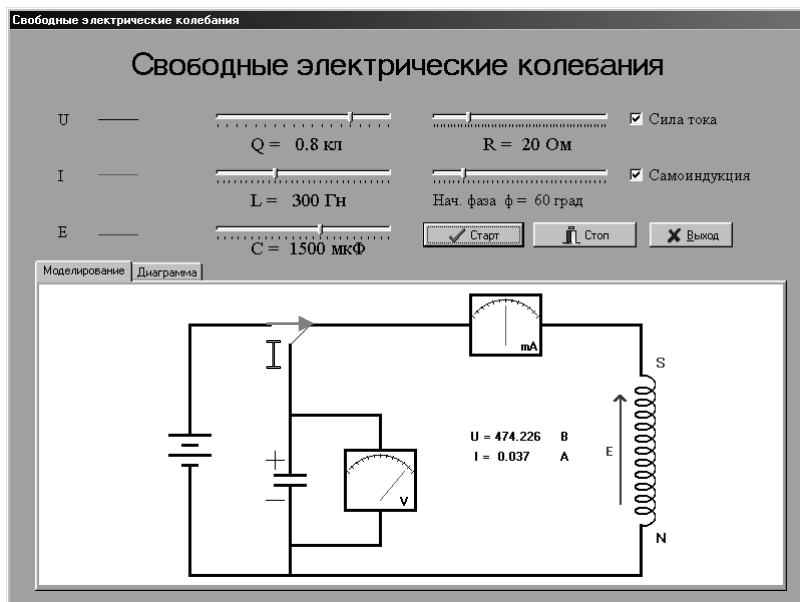 Свободные электрические колебания
Свободные электрические колебания
U
Q = 0.8 кл
R = 20 Ом
Сила тока
I
L = 300 Гн
Нач. фаза ф = 60 град
Самоиндукция
E
C = 1500 мкФ
Старт
Стоп
Выход
Моделирование Диаграмма
mA
I
S
U = 474.226 В
I = 0.037 А
E
+
V
−
N